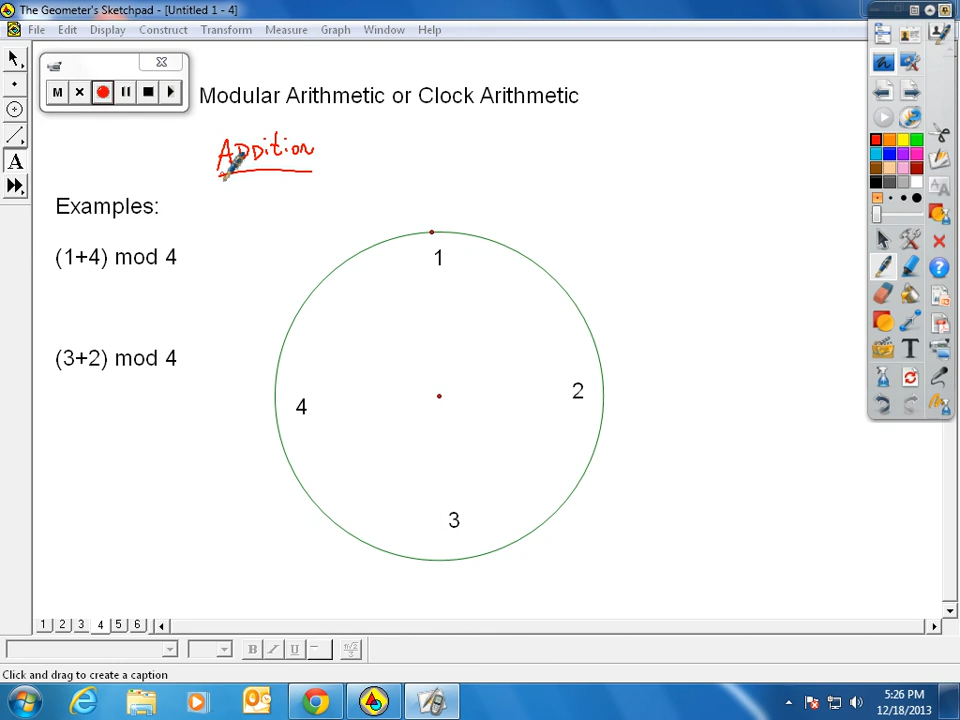 The Geometer's Sketchpad - [Untitled 1 - 4]
File Edit Display Construct Transform Measure Graph Window Help
M
Modular Arithmetic or Clock Arithmetic
Addition
Examples:
(1+4) mod 4
(3+2) mod 4
1
2
3
4
A
T
1 2 3 4 5 6
B I U
Click and drag to create a caption
5:26 PM
12/18/2013